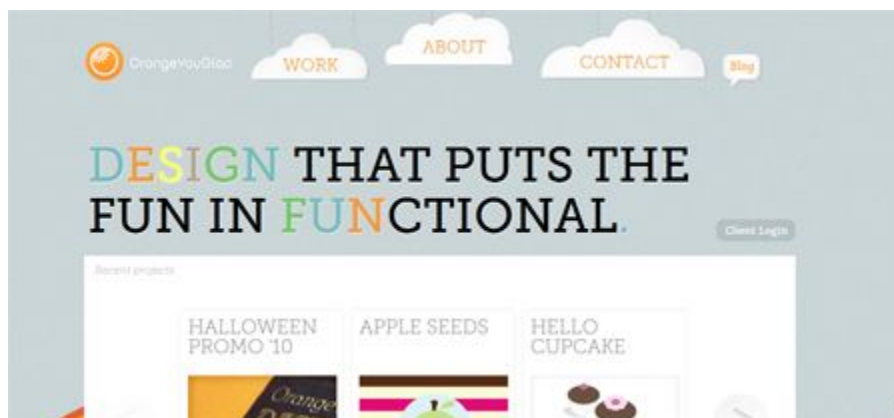 OrangeYouGlad
WORK
ABOUT
CONTACT
Blog
DESIGN THAT PUTS THE
FUN IN FUNCTIONAL.
Client Login
Recent projects
HALLOWEEN
PROMO '10
APPLE SEEDS
HELLO
CUPCAKE
Orange